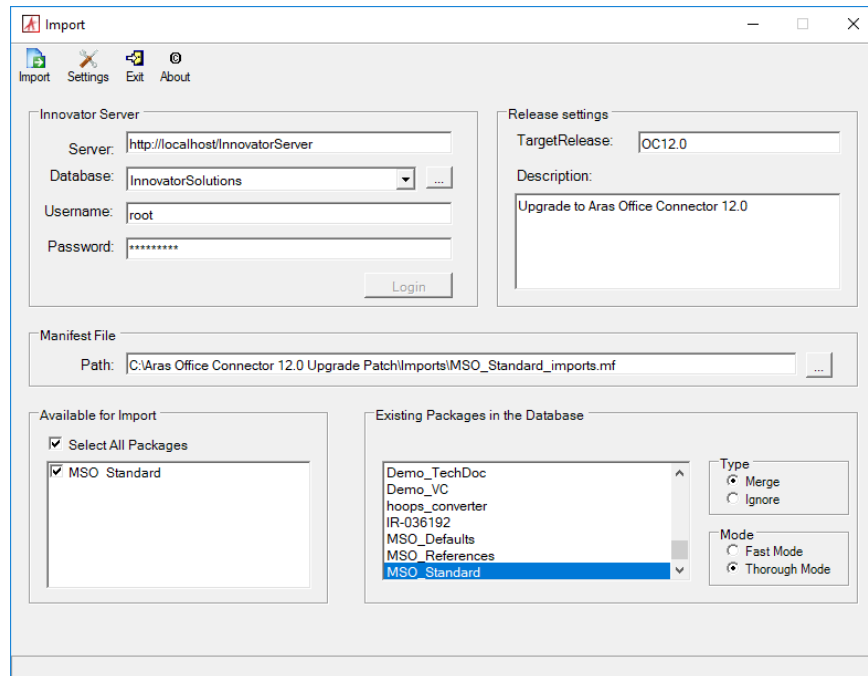 Import
Import Settings Exit About
Innovator Server
Server: http://localhost/InnovatorServer
Database: InnovatorSolutions ...
Username: root
Password: *********
Login
Release settings
TargetRelease: OC12.0
Description:
Upgrade to Aras Office Connector 12.0
Manifest File
Path: C:\Aras Office Connector 12.0 Upgrade Patch\Imports\MSO_Standard_imports.mf ...
Available for Import
Select All Packages
MSO Standard
Existing Packages in the Database
Demo_TechDoc
Demo_VC
hoops_converter
IR-036192
MSO_Defaults
MSO_References
MSO_Standard
Type
Merge
Ignore
Mode
Fast Mode
Thorough Mode